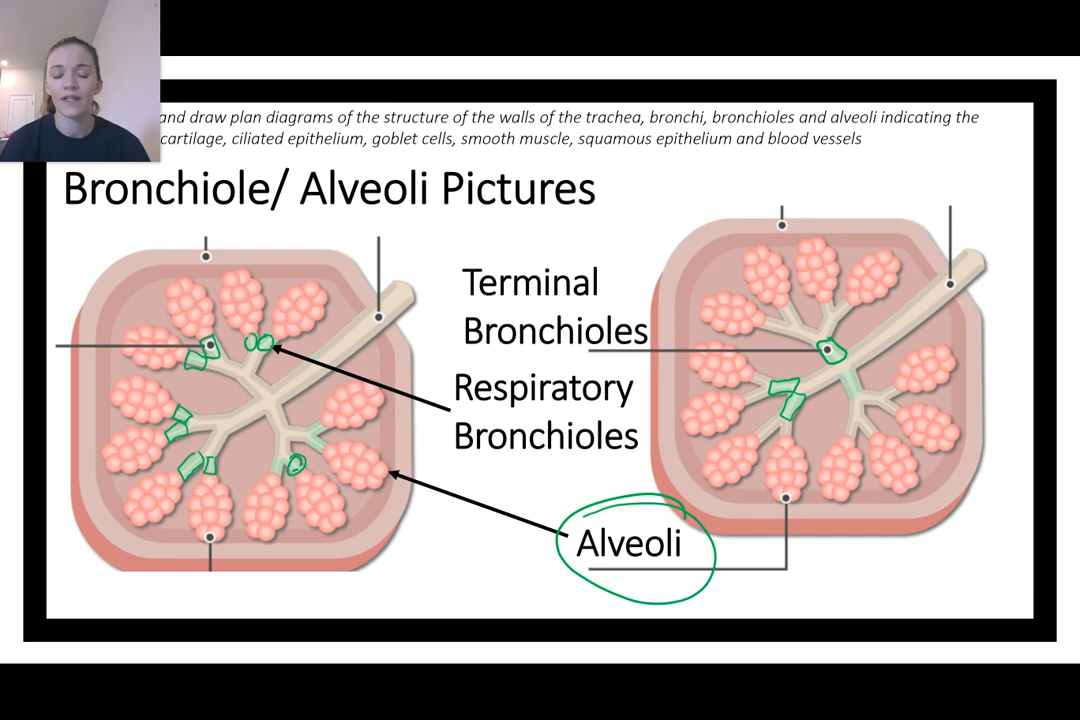 and draw plan diagrams of the structure of the walls of the trachea, bronchi, bronchioles and alveoli indicating the
cartilage, ciliated epithelium, goblet cells, smooth muscle, squamous epithelium and blood vessels
Bronchiole/ Alveoli Pictures
Terminal
Bronchioles
Respiratory
Bronchioles
Alveoli